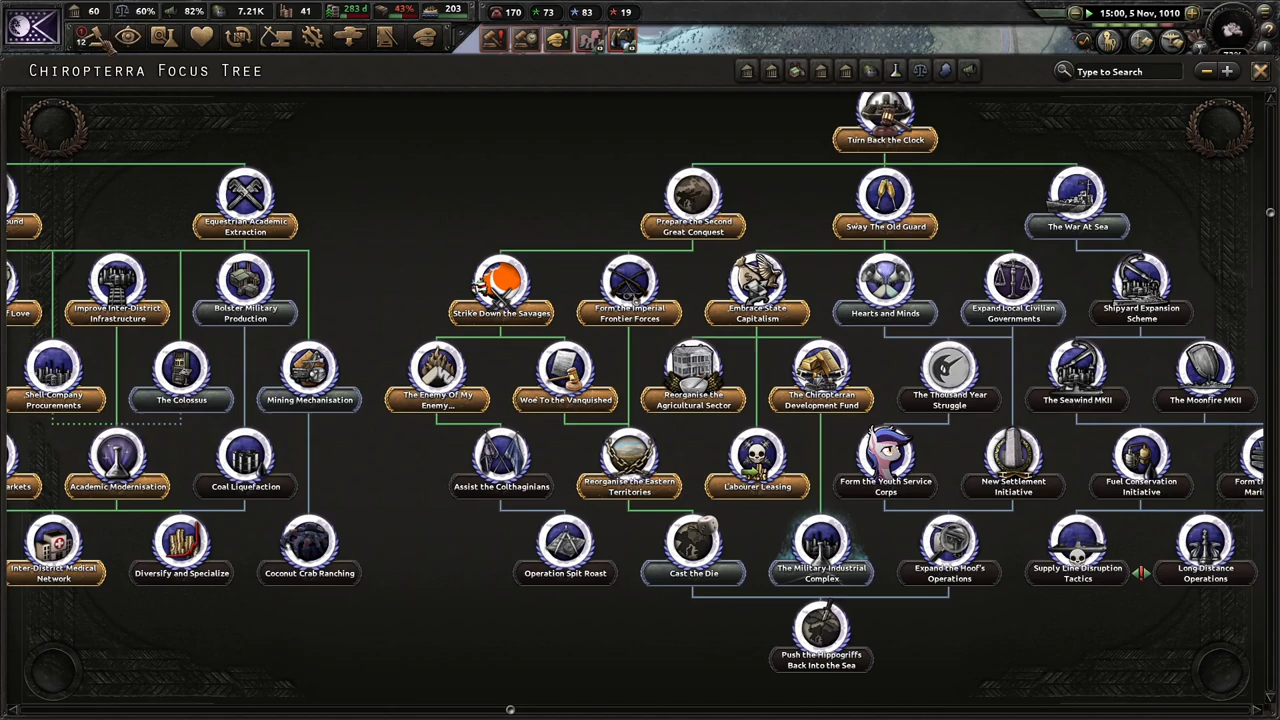 60 60% 82% 7.21K 41 283 d 43% 203 170 73 83 19 15:00, 5 Nov, 1010
12
73%
Chiropterra Focus Tree
Type to Search
Turn Back the Clock
Equestrian Academic
Extraction
Prepare the Second
Great Conquest
Sway The Old Guard
The War At Sea
of Love
Improve Inter-District
Infrastructure
Bolster Military
Production
Strike Down the Savages
Form the Imperial
Frontier Forces
Embrace State
Capitalism
Hearts and Minds
Expand Local Civilian
Governments
Shipyard Expansion
Scheme
Shell Company
Procurements
The Colossus
Mining Mechanisation
The Enemy Of My
Enemy...
Woe To the Vanquished
Reorganise the
Agricultural Sector
The Chiropterran
Development Fund
The Thousand Year
Struggle
The Seawind MKII
The Moonfire MKII
arkets
Academic Modernisation
Coal Liquefaction
Assist the Colthaginians
Reorganise the Eastern
Territories
Labourer Leasing
Form the Youth Service
Corps
New Settlement
Initiative
Fuel Conservation
Initiative
Form th
Mari
Inter-District Medical
Network
Diversify and Specialize
Coconut Crab Ranching
Operation Spit Roast
Cast the Die
The Military Industrial
Complex
Expand the Hoof's
Operations
Supply Line Disruption
Tactics
Long Distance
Operations
Push the Hippogriffs
Back Into the Sea